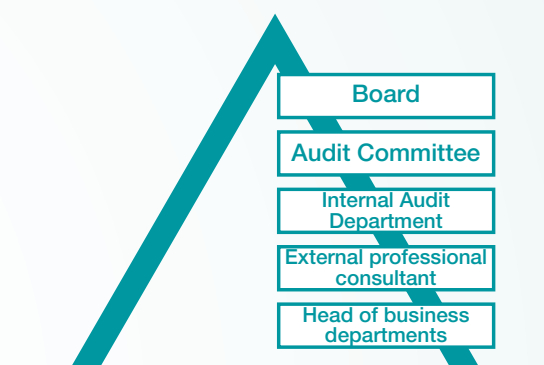 Board
Audit Committee
Internal Audit
Department
External professional
consultant
Head of business
departments